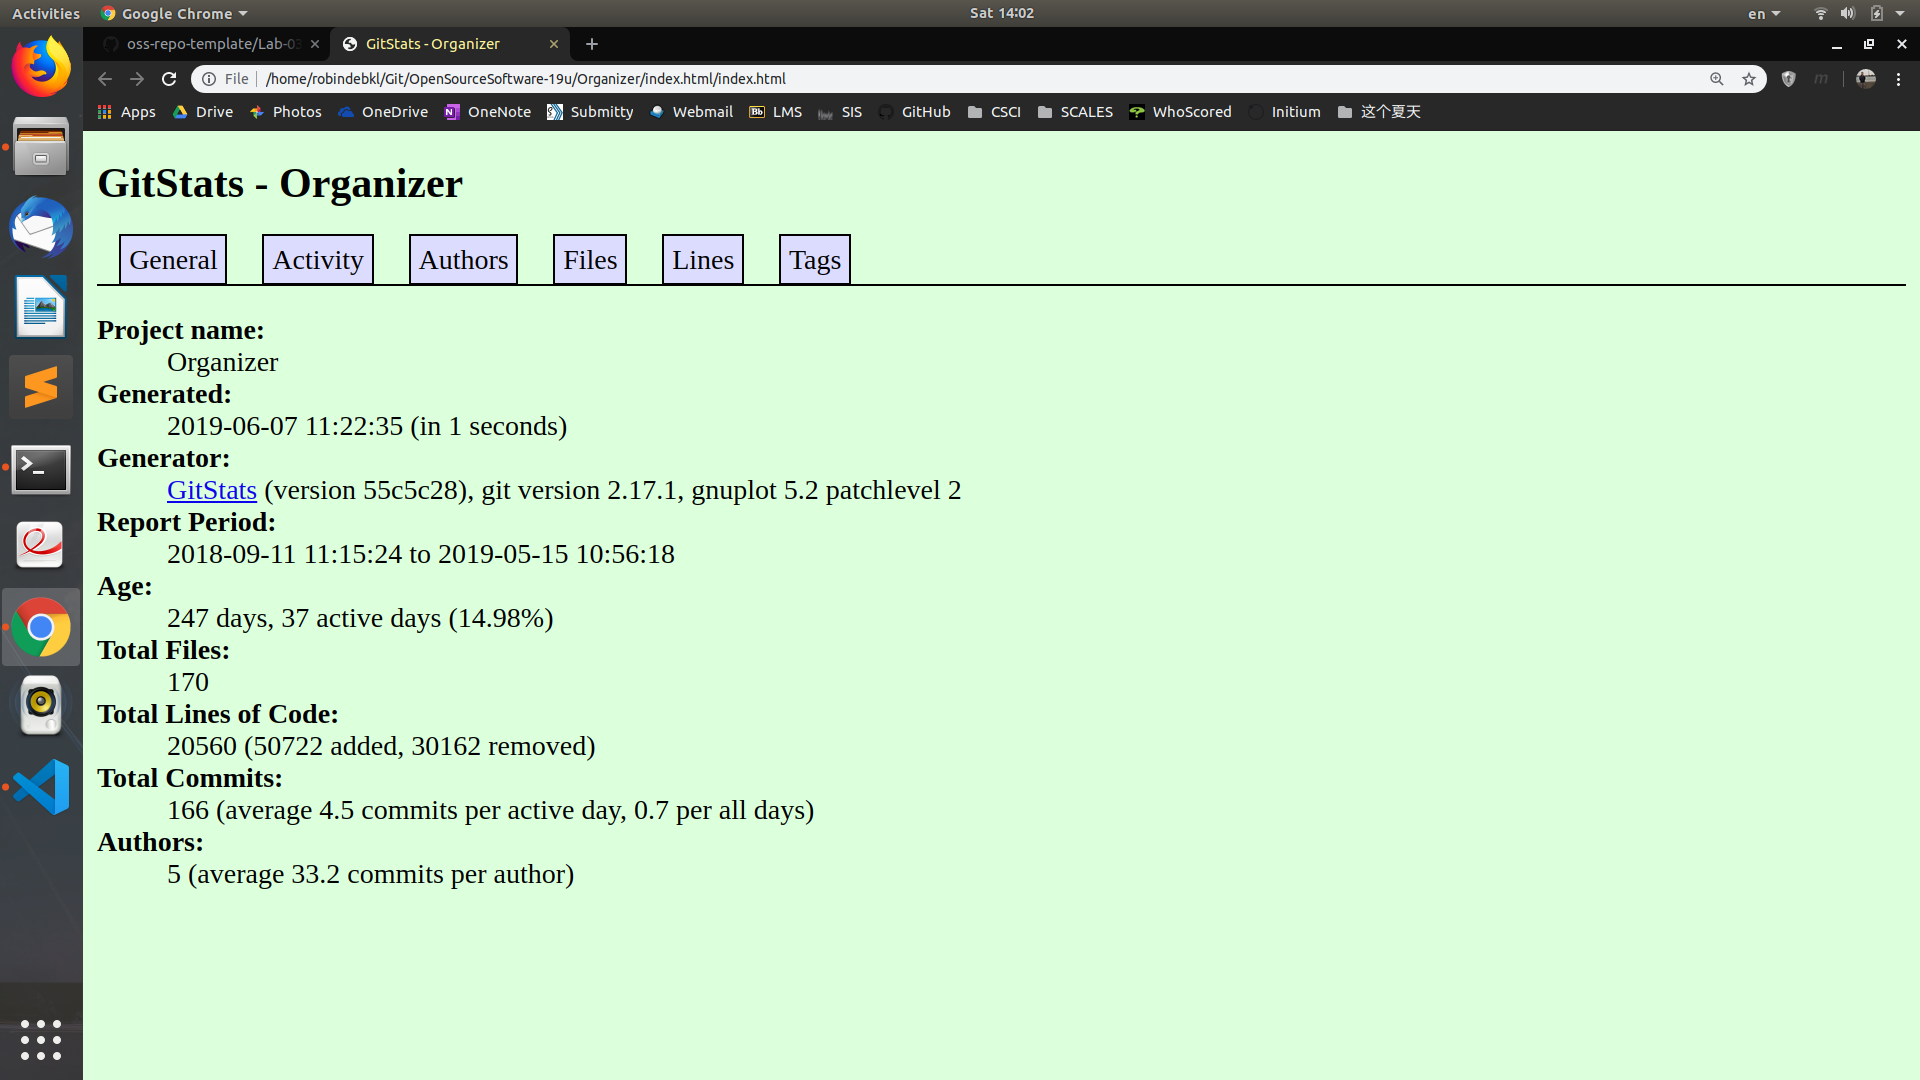 Activities Google Chrome Sat 14:02 en
oss-repo-template/Lab-03 GitStats - Organizer
File /home/robindebkl/Git/OpenSourceSoftware-19u/Organizer/index.html/index.html
Apps Drive Photos OneDrive OneNote Submitty Webmail Bb LMS SIS GitHub CSCI SCALES WhoScored Initium 这个夏天
GitStats - Organizer
General Activity Authors Files Lines Tags
Project name:
Organizer
Generated:
2019-06-07 11:22:35 (in 1 seconds)
Generator:
GitStats (version 55c5c28), git version 2.17.1, gnuplot 5.2 patchlevel 2
Report Period:
2018-09-11 11:15:24 to 2019-05-15 10:56:18
Age:
247 days, 37 active days (14.98%)
Total Files:
170
Total Lines of Code:
20560 (50722 added, 30162 removed)
Total Commits:
166 (average 4.5 commits per active day, 0.7 per all days)
Authors:
5 (average 33.2 commits per author)